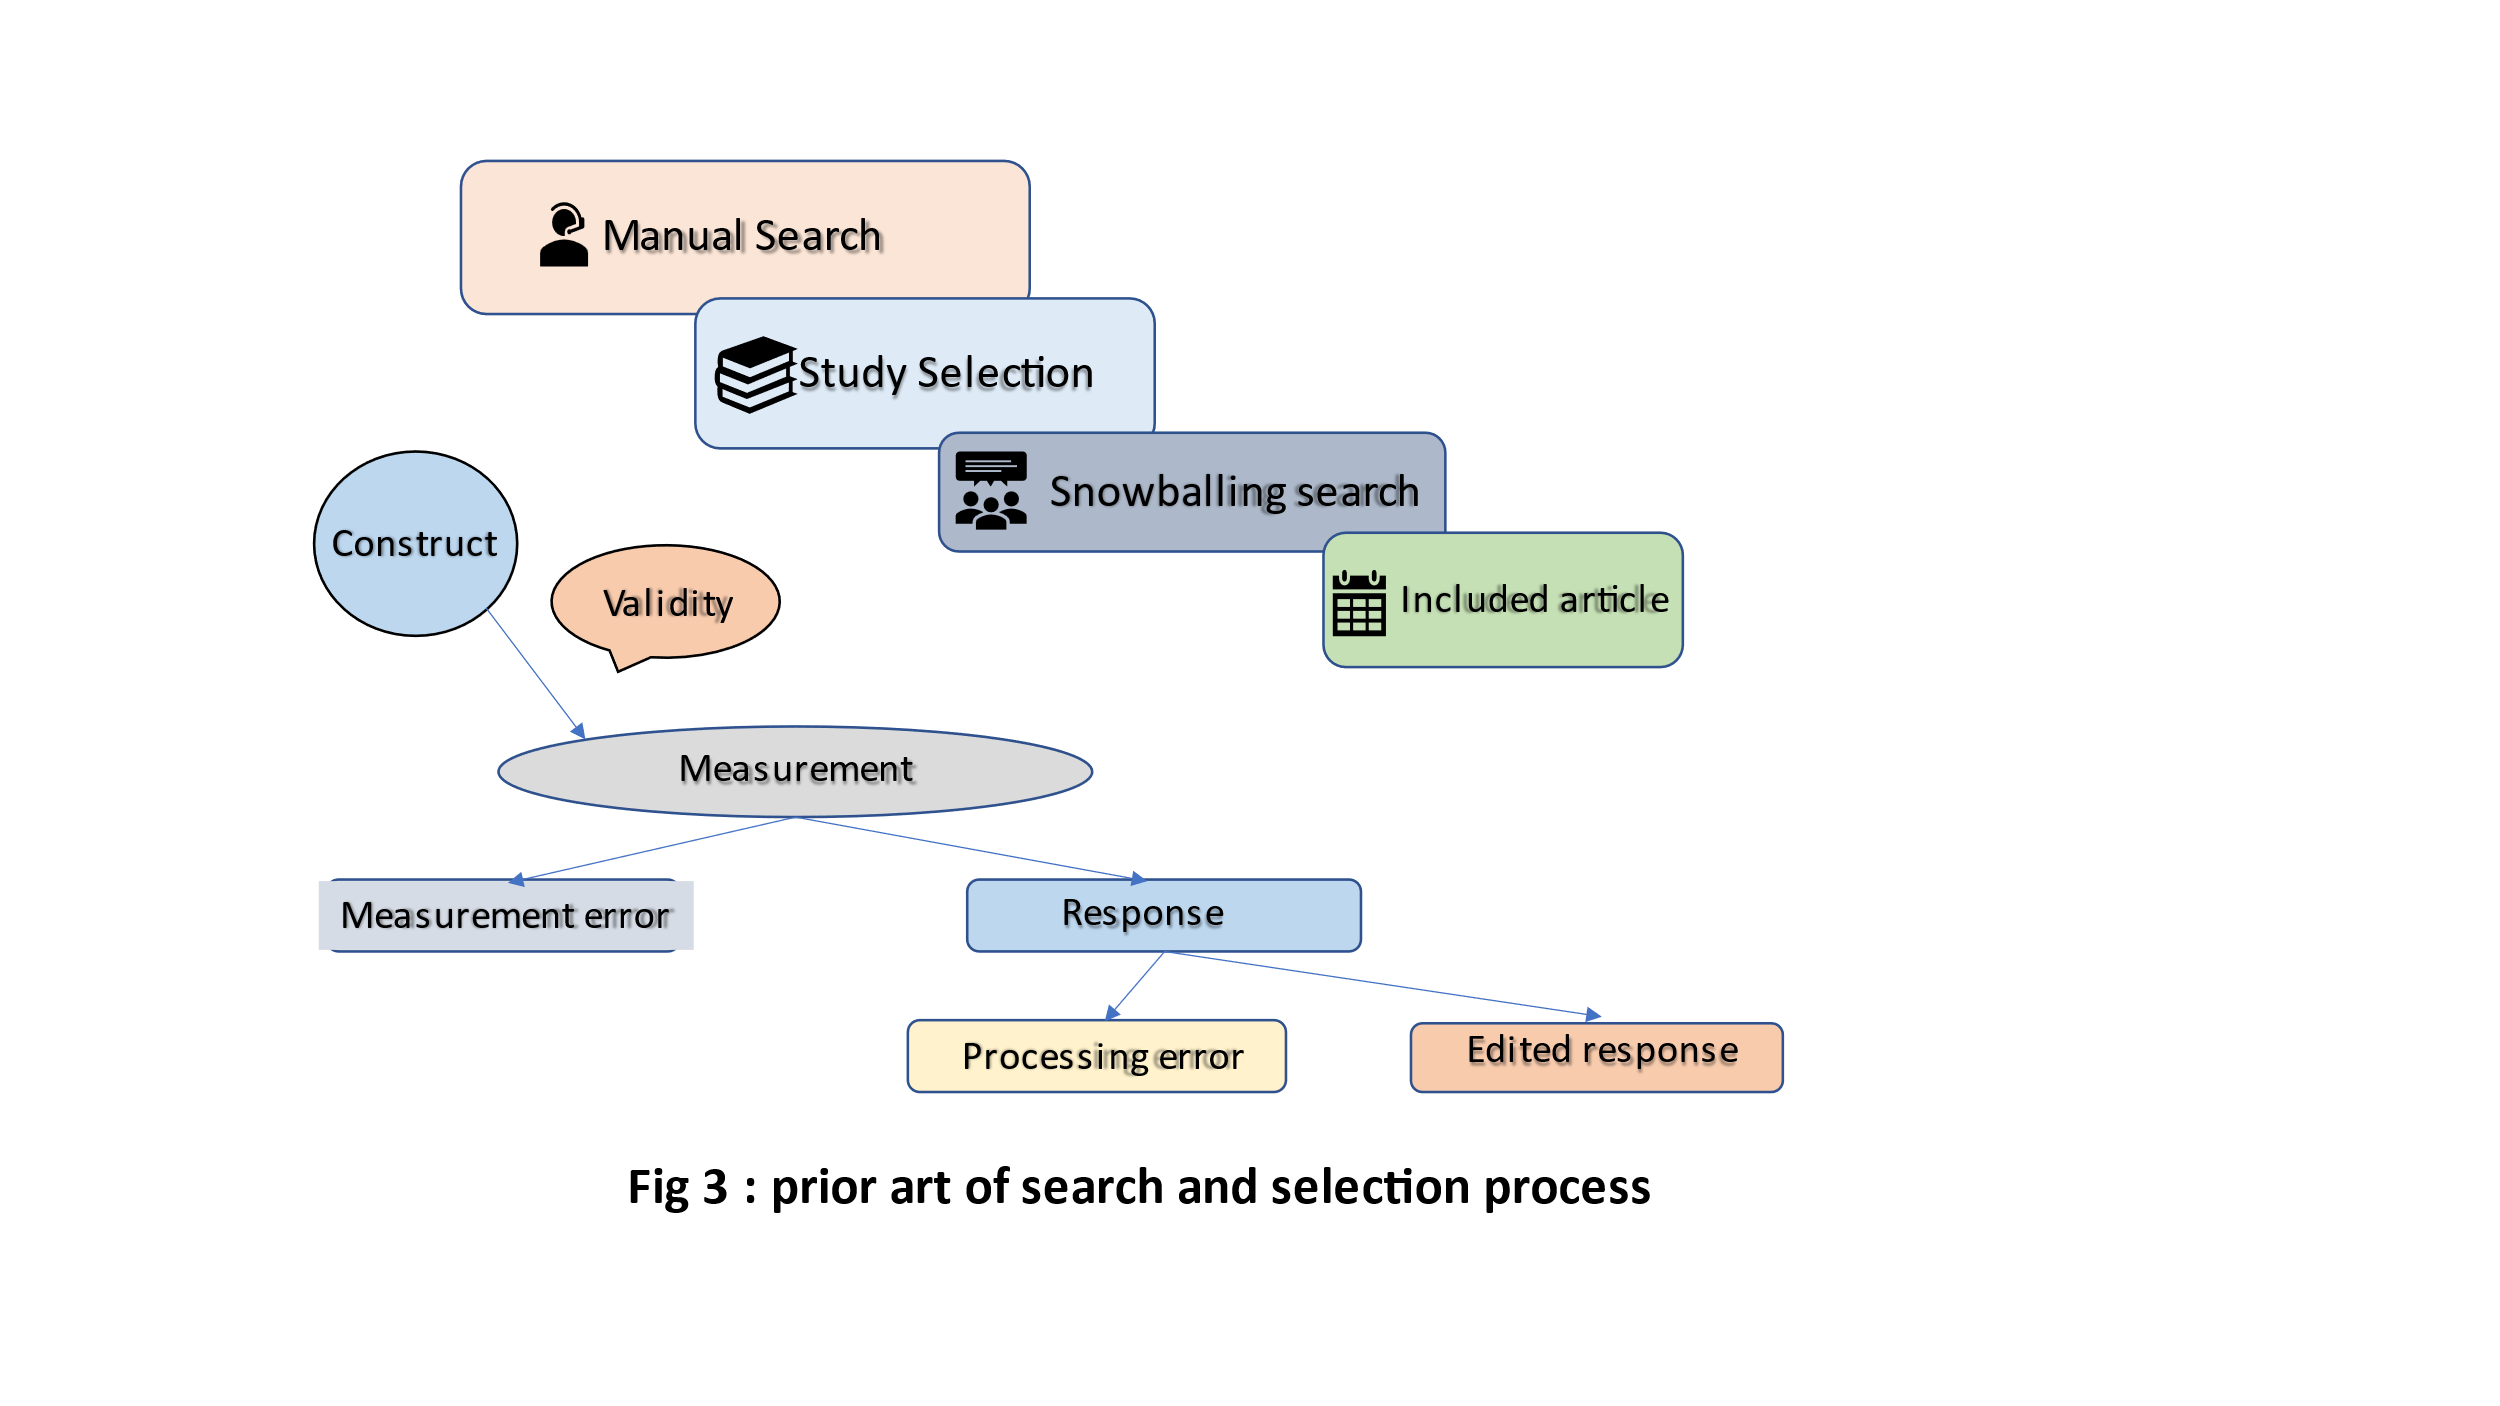 Manual Search
Study Selection
Snowballing search
Construct
Validity
Included article
Measurement
Measurement error
Response
Processing error
Edited response
Fig 3 : prior art of search and selection process